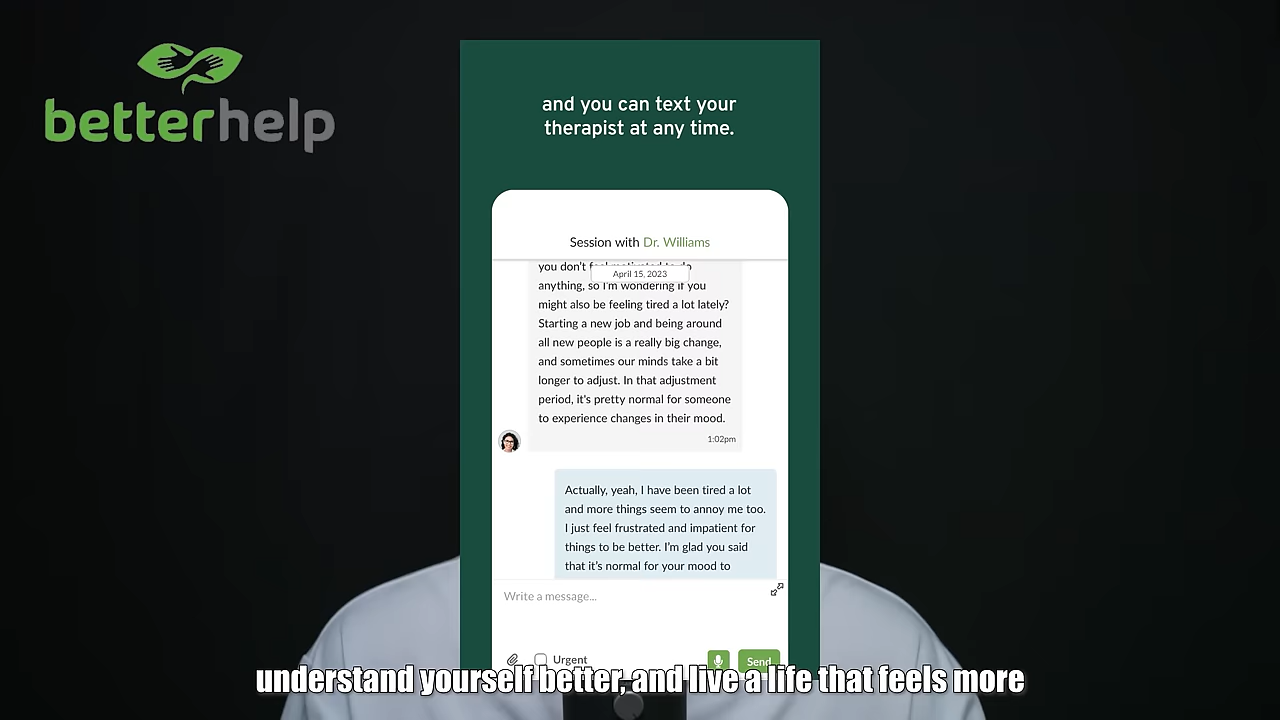 betterhelp
and you can text your
therapist at any time.
Session with Dr. Williams
you don't feel motivated to do
April 15, 2023
anything, so I'm wondering if you
might also be feeling tired a lot lately?
Starting a new job and being around
all new people is a really big change,
and sometimes our minds take a bit
longer to adjust. In that adjustment
period, it's pretty normal for someone
to experience changes in their mood.
1:02pm
Actually, yeah, I have been tired a lot
and more things seem to annoy me too.
I just feel frustrated and impatient for
things to be better. I'm glad you said
that it's normal for your mood to
Write a message...
Urgent
Send
understand yourself better, and live a life that feels more